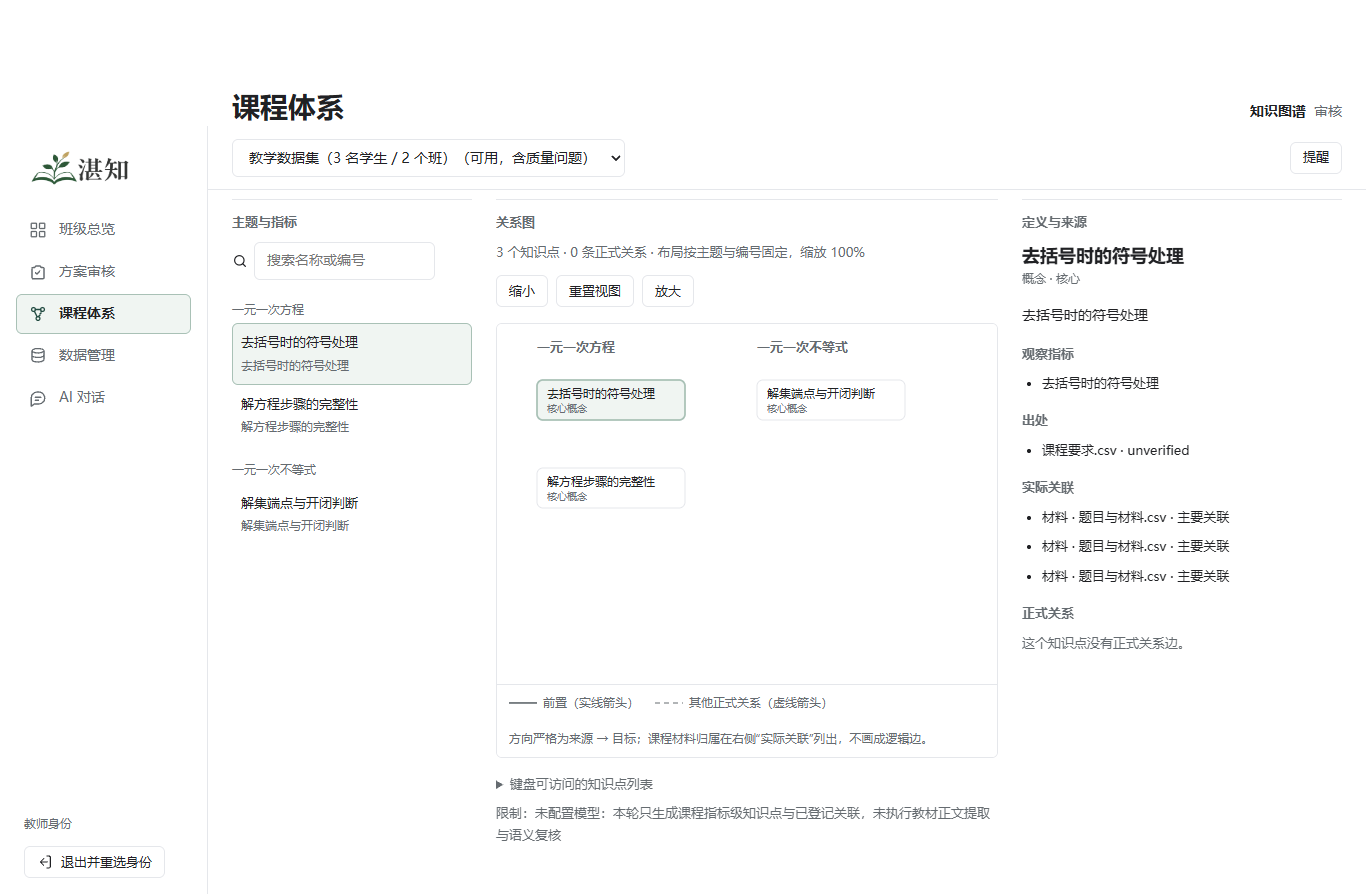 课程体系
知识图谱 审核
教学数据集（3 名学生 / 2 个班）（可用，含质量问题）
提醒
湛知
班级总览
方案审核
课程体系
数据管理
AI 对话
教师身份
退出并重选身份
主题与指标
搜索名称或编号
一元一次方程
去括号时的符号处理
去括号时的符号处理
解方程步骤的完整性
解方程步骤的完整性
一元一次不等式
解集端点与开闭判断
解集端点与开闭判断
关系图
3 个知识点 · 0 条正式关系 · 布局按主题与编号固定，缩放 100%
缩小
重置视图
放大
一元一次方程
一元一次不等式
去括号时的符号处理
核心概念
解集端点与开闭判断
核心概念
解方程步骤的完整性
核心概念
前置（实线箭头）
其他正式关系（虚线箭头）
方向严格为来源 → 目标；课程材料归属在右侧“实际关联”列出，不画成逻辑边。
键盘可访问的知识点列表
限制：未配置模型：本轮只生成课程指标级知识点与已登记关联，未执行教材正文提取
与语义复核
定义与来源
去括号时的符号处理
概念 · 核心
去括号时的符号处理
观察指标
去括号时的符号处理
出处
课程要求.csv · unverified
实际关联
材料 · 题目与材料.csv · 主要关联
材料 · 题目与材料.csv · 主要关联
材料 · 题目与材料.csv · 主要关联
正式关系
这个知识点没有正式关系边。